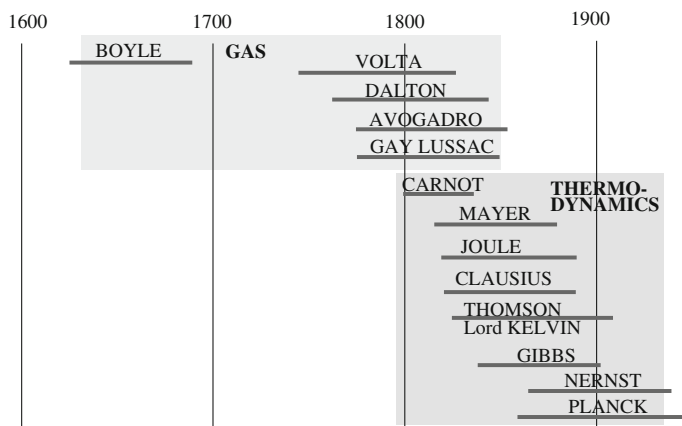 1600 1700 1800 1900
BOYLE GAS
VOLTA
DALTON
AVOGADRO
GAY LUSSAC
CARNOT THERMO-
DYNAMICS
MAYER
JOULE
CLAUSIUS
THOMSON
Lord KELVIN
GIBBS
NERNST
PLANCK